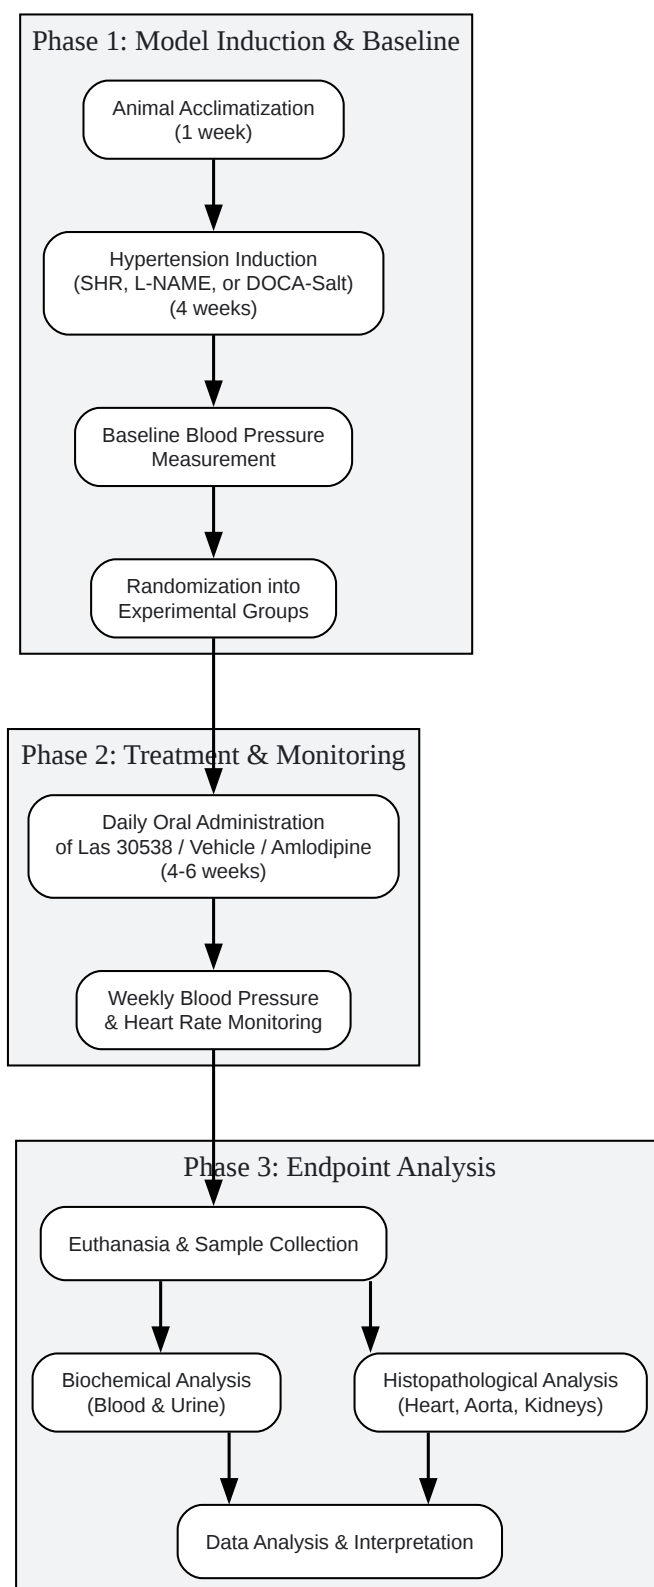 Phase 1: Model Induction & Baseline
Animal Acclimatization
(1 week)
Hypertension Induction
(SHR, L-NAME, or DOCA-Salt)
(4 weeks)
Baseline Blood Pressure
Measurement
Randomization into
Experimental Groups
Phase 2: Treatment & Monitoring
Daily Oral Administration
of Las 30538 / Vehicle / Amlodipine
(4-6 weeks)
Weekly Blood Pressure
& Heart Rate Monitoring
Phase 3: Endpoint Analysis
Euthanasia & Sample Collection
Biochemical Analysis
(Blood & Urine)
Histopathological Analysis
(Heart, Aorta, Kidneys)
Data Analysis & Interpretation